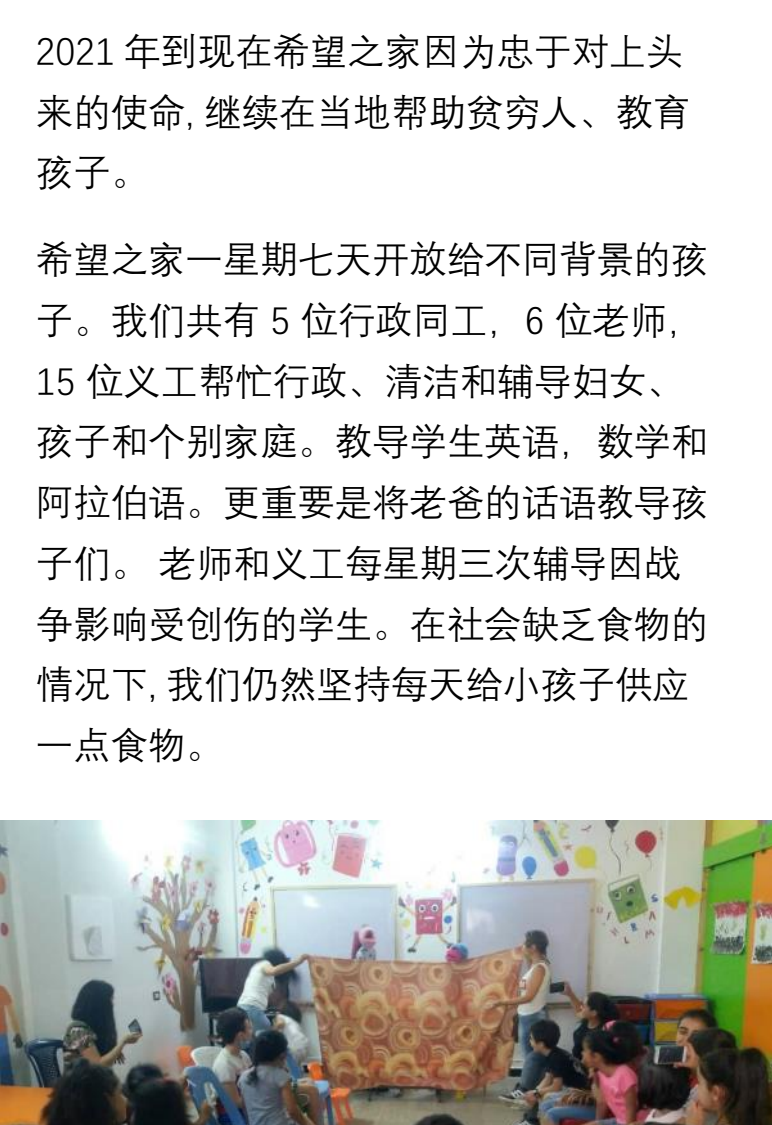 2021 年到现在希望之家因为忠于对上头
来的使命, 继续在当地帮助贫穷人、教育
孩子。
希望之家一星期七天开放给不同背景的孩
子。我们共有 5 位行政同工，6 位老师,
15 位义工帮忙行政、清洁和辅导妇女、
孩子和个别家庭。教导学生英语，数学和
阿拉伯语。更重要是将老爸的话语教导孩
子们。 老师和义工每星期三次辅导因战
争影响受创伤的学生。在社会缺乏食物的
情况下, 我们仍然坚持每天给小孩子供应
一点食物。